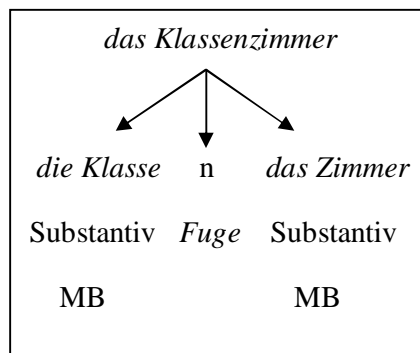 das Klassenzimmer
die Klasse n das Zimmer
Substantiv Fuge Substantiv
MB MB